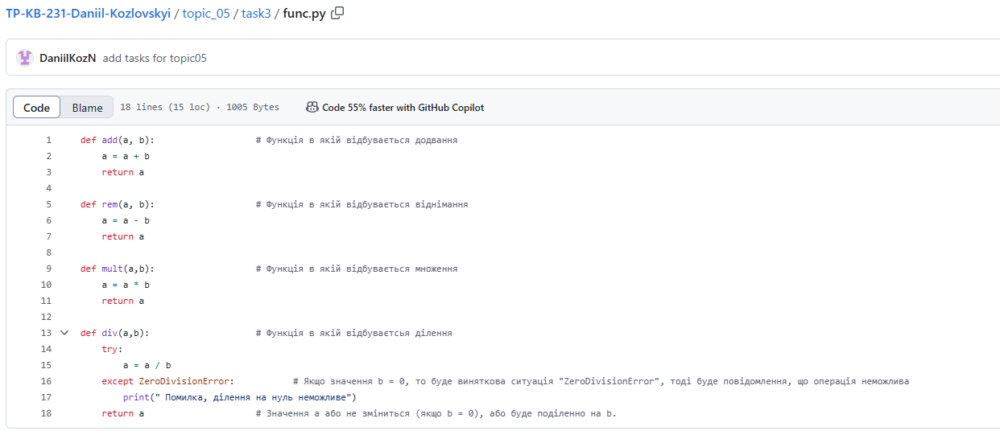 TP-KB-231-Daniil-Kozlovskyi / topic_05 / task3 / func.py
DaniilKozN add tasks for topic05
Code Blame 18 lines (15 loc) · 1005 Bytes Code 55% faster with GitHub Copilot
1 def add(a, b): # Функція в якій відбувається додвання
2 a = a + b
3 return a
4
5 def rem(a, b): # Функція в якій відбувається віднімання
6 a = a - b
7 return a
8
9 def mult(a,b): # Функція в якій відбувається множення
10 a = a * b
11 return a
12
13 def div(a,b): # Функція в якій відбуваєтсья ділення
14 try:
15 a = a / b
16 except ZeroDivisionError: # Якщо значення b = 0, то буде виняткова ситуація "ZeroDivisionError", тоді буде повідомлення, що операція неможлива
17 print(" Помилка, ділення на нуль неможливе")
18 return a # Значення а або не зміниться (якщо b = 0), або буде поділенно на b.